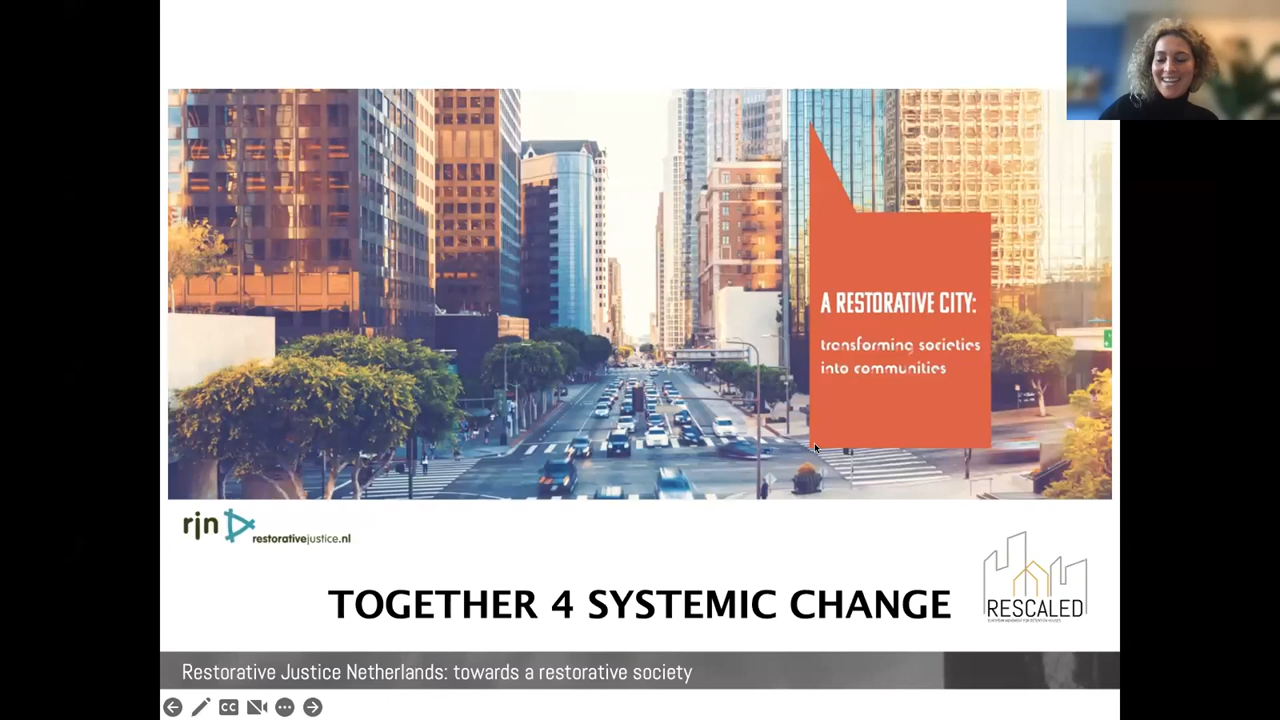 A RESTORATIVE CITY:
transforming societies
into communities
rjn
restorativejustice.nl
TOGETHER 4 SYSTEMIC CHANGE
RESCALED
EUROPEAN MOVEMENT FOR DETENTION HOUSES
Restorative Justice Netherlands: towards a restorative society
CC